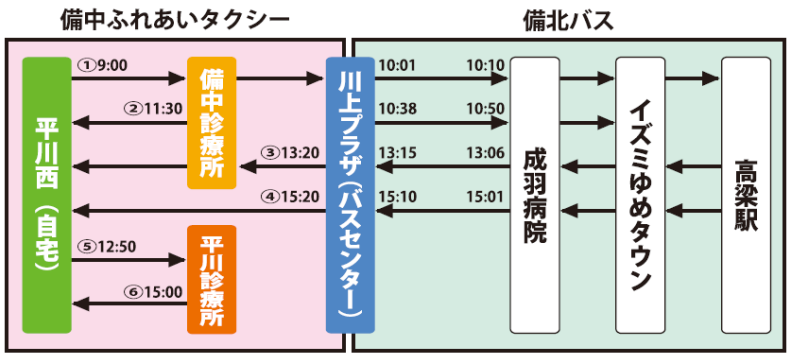 備中ふれあいタクシー
備北バス
平川西（自宅）
①9:00
②11:30
備中診療所
③13:20
④15:20
⑤12:50
⑥15:00
平川診療所
川上プラザ（バスセンター）
10:01 10:10
10:38 10:50
13:15 13:06
15:10 15:01
成羽病院
イズミゆめタウン
高梁駅